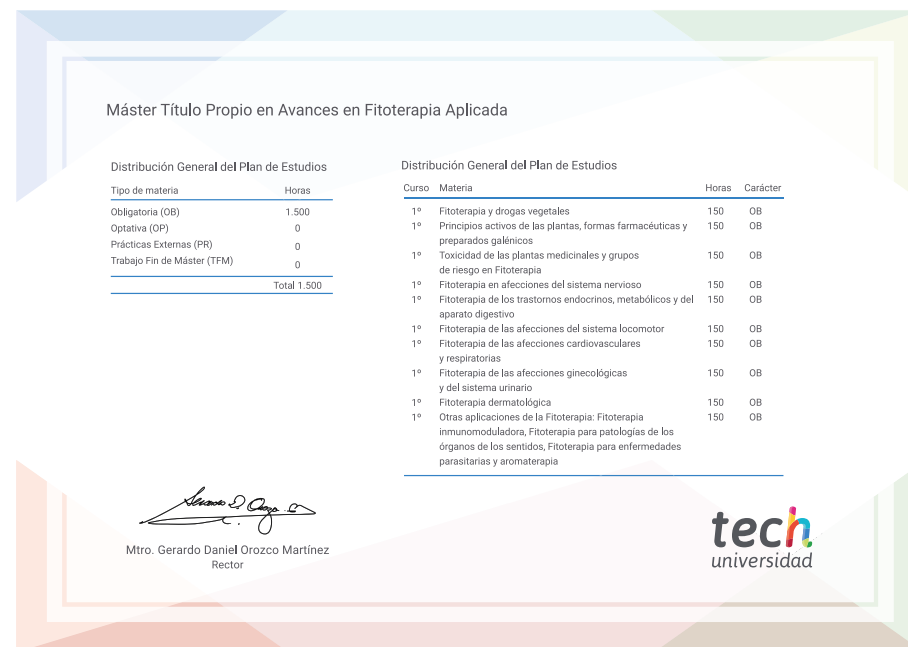 Máster Título Propio en Avances en Fitoterapia Aplicada
Distribución General del Plan de Estudios
Tipo de materia Horas
Obligatoria (OB) 1.500
Optativa (OP) 0
Prácticas Externas (PR) 0
Trabajo Fin de Máster (TFM) 0
Total 1.500
Distribución General del Plan de Estudios
Curso Materia Horas Carácter
1º Fitoterapia y drogas vegetales 150 OB
1º Principios activos de las plantas, formas farmacéuticas y 150 OB
preparados galénicos
1º Toxicidad de las plantas medicinales y grupos 150 OB
de riesgo en Fitoterapia
1º Fitoterapia en afecciones del sistema nervioso 150 OB
1º Fitoterapia de los trastornos endocrinos, metabólicos y del 150 OB
aparato digestivo
1º Fitoterapia de las afecciones del sistema locomotor 150 OB
1º Fitoterapia de las afecciones cardiovasculares 150 OB
y respiratorias
1º Fitoterapia de las afecciones ginecológicas 150 OB
y del sistema urinario
1º Fitoterapia dermatológica 150 OB
1º Otras aplicaciones de la Fitoterapia: Fitoterapia 150 OB
inmunomoduladora, Fitoterapia para patologías de los
órganos de los sentidos, Fitoterapia para enfermedades
parasitarias y aromaterapia
Mtro. Gerardo Daniel Orozco Martínez
Rector
tech
universidad